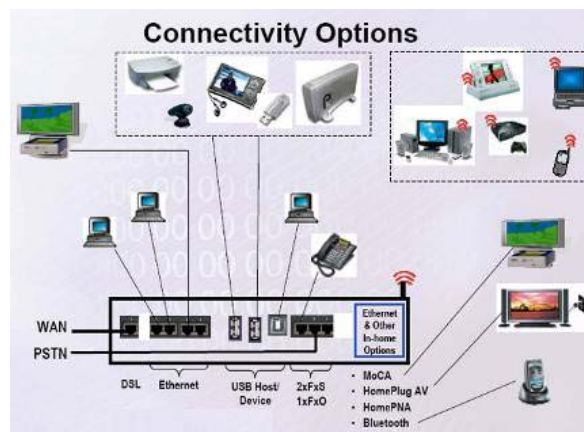 Connectivity Options
WAN
PSTN
Ethernet
& Other
In-home
Options
DSL
Ethernet
USB Host/
Device
2xFxS
1xFxO
• MoCA
• HomePlug AV
• HomePNA
• Bluetooth